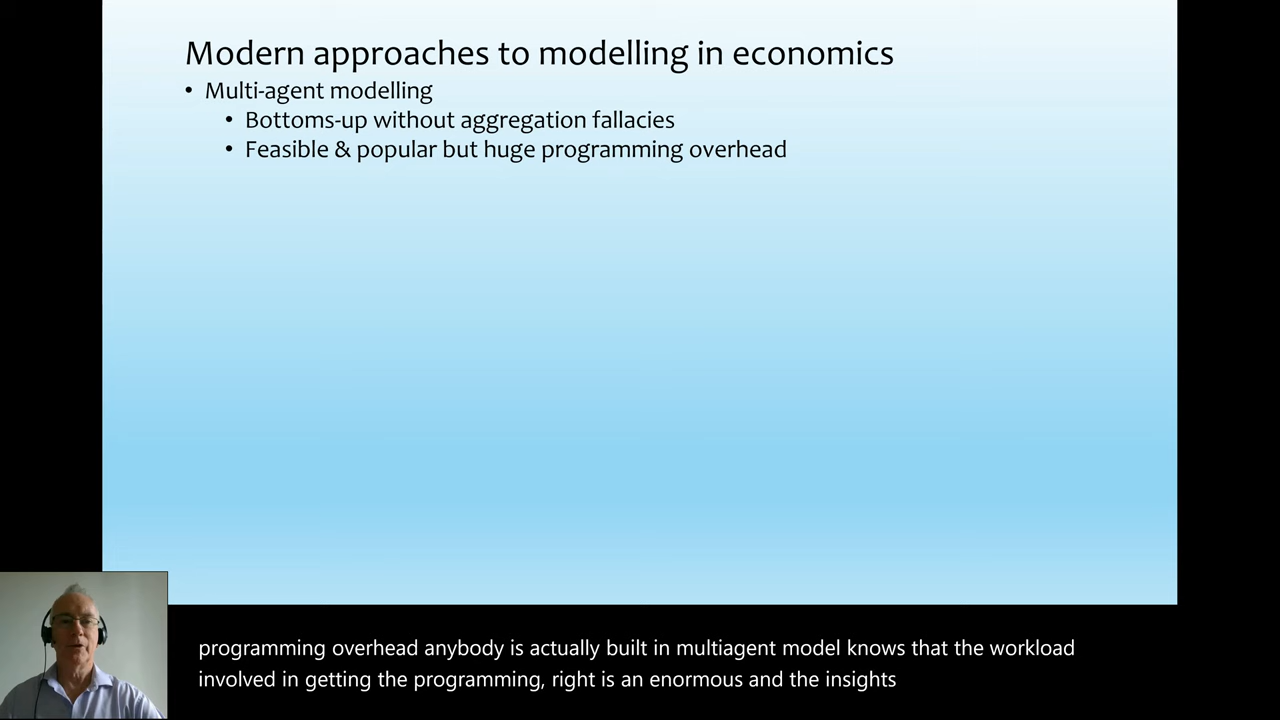 Modern approaches to modelling in economics
• Multi-agent modelling
• Bottoms-up without aggregation fallacies
• Feasible & popular but huge programming overhead
programming overhead anybody is actually built in multiagent model knows that the workload
involved in getting the programming, right is an enormous and the insights